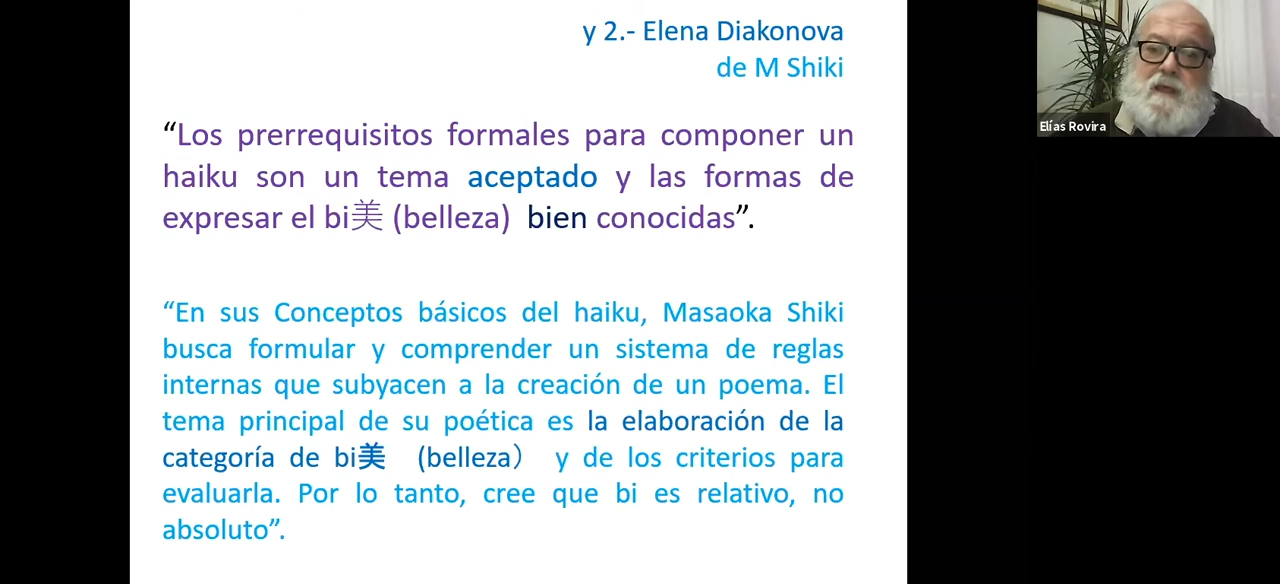 y 2.- Elena Diakonova
de M Shiki
“Los prerrequisitos formales para componer un
haiku son un tema aceptado y las formas de
expresar el bi美 (belleza) bien conocidas”.
“En sus Conceptos básicos del haiku, Masaoka Shiki
busca formular y comprender un sistema de reglas
internas que subyacen a la creación de un poema. El
tema principal de su poética es la elaboración de la
categoría de bi美 (belleza） y de los criterios para
evaluarla. Por lo tanto, cree que bi es relativo, no
absoluto”.
Elías Rovira